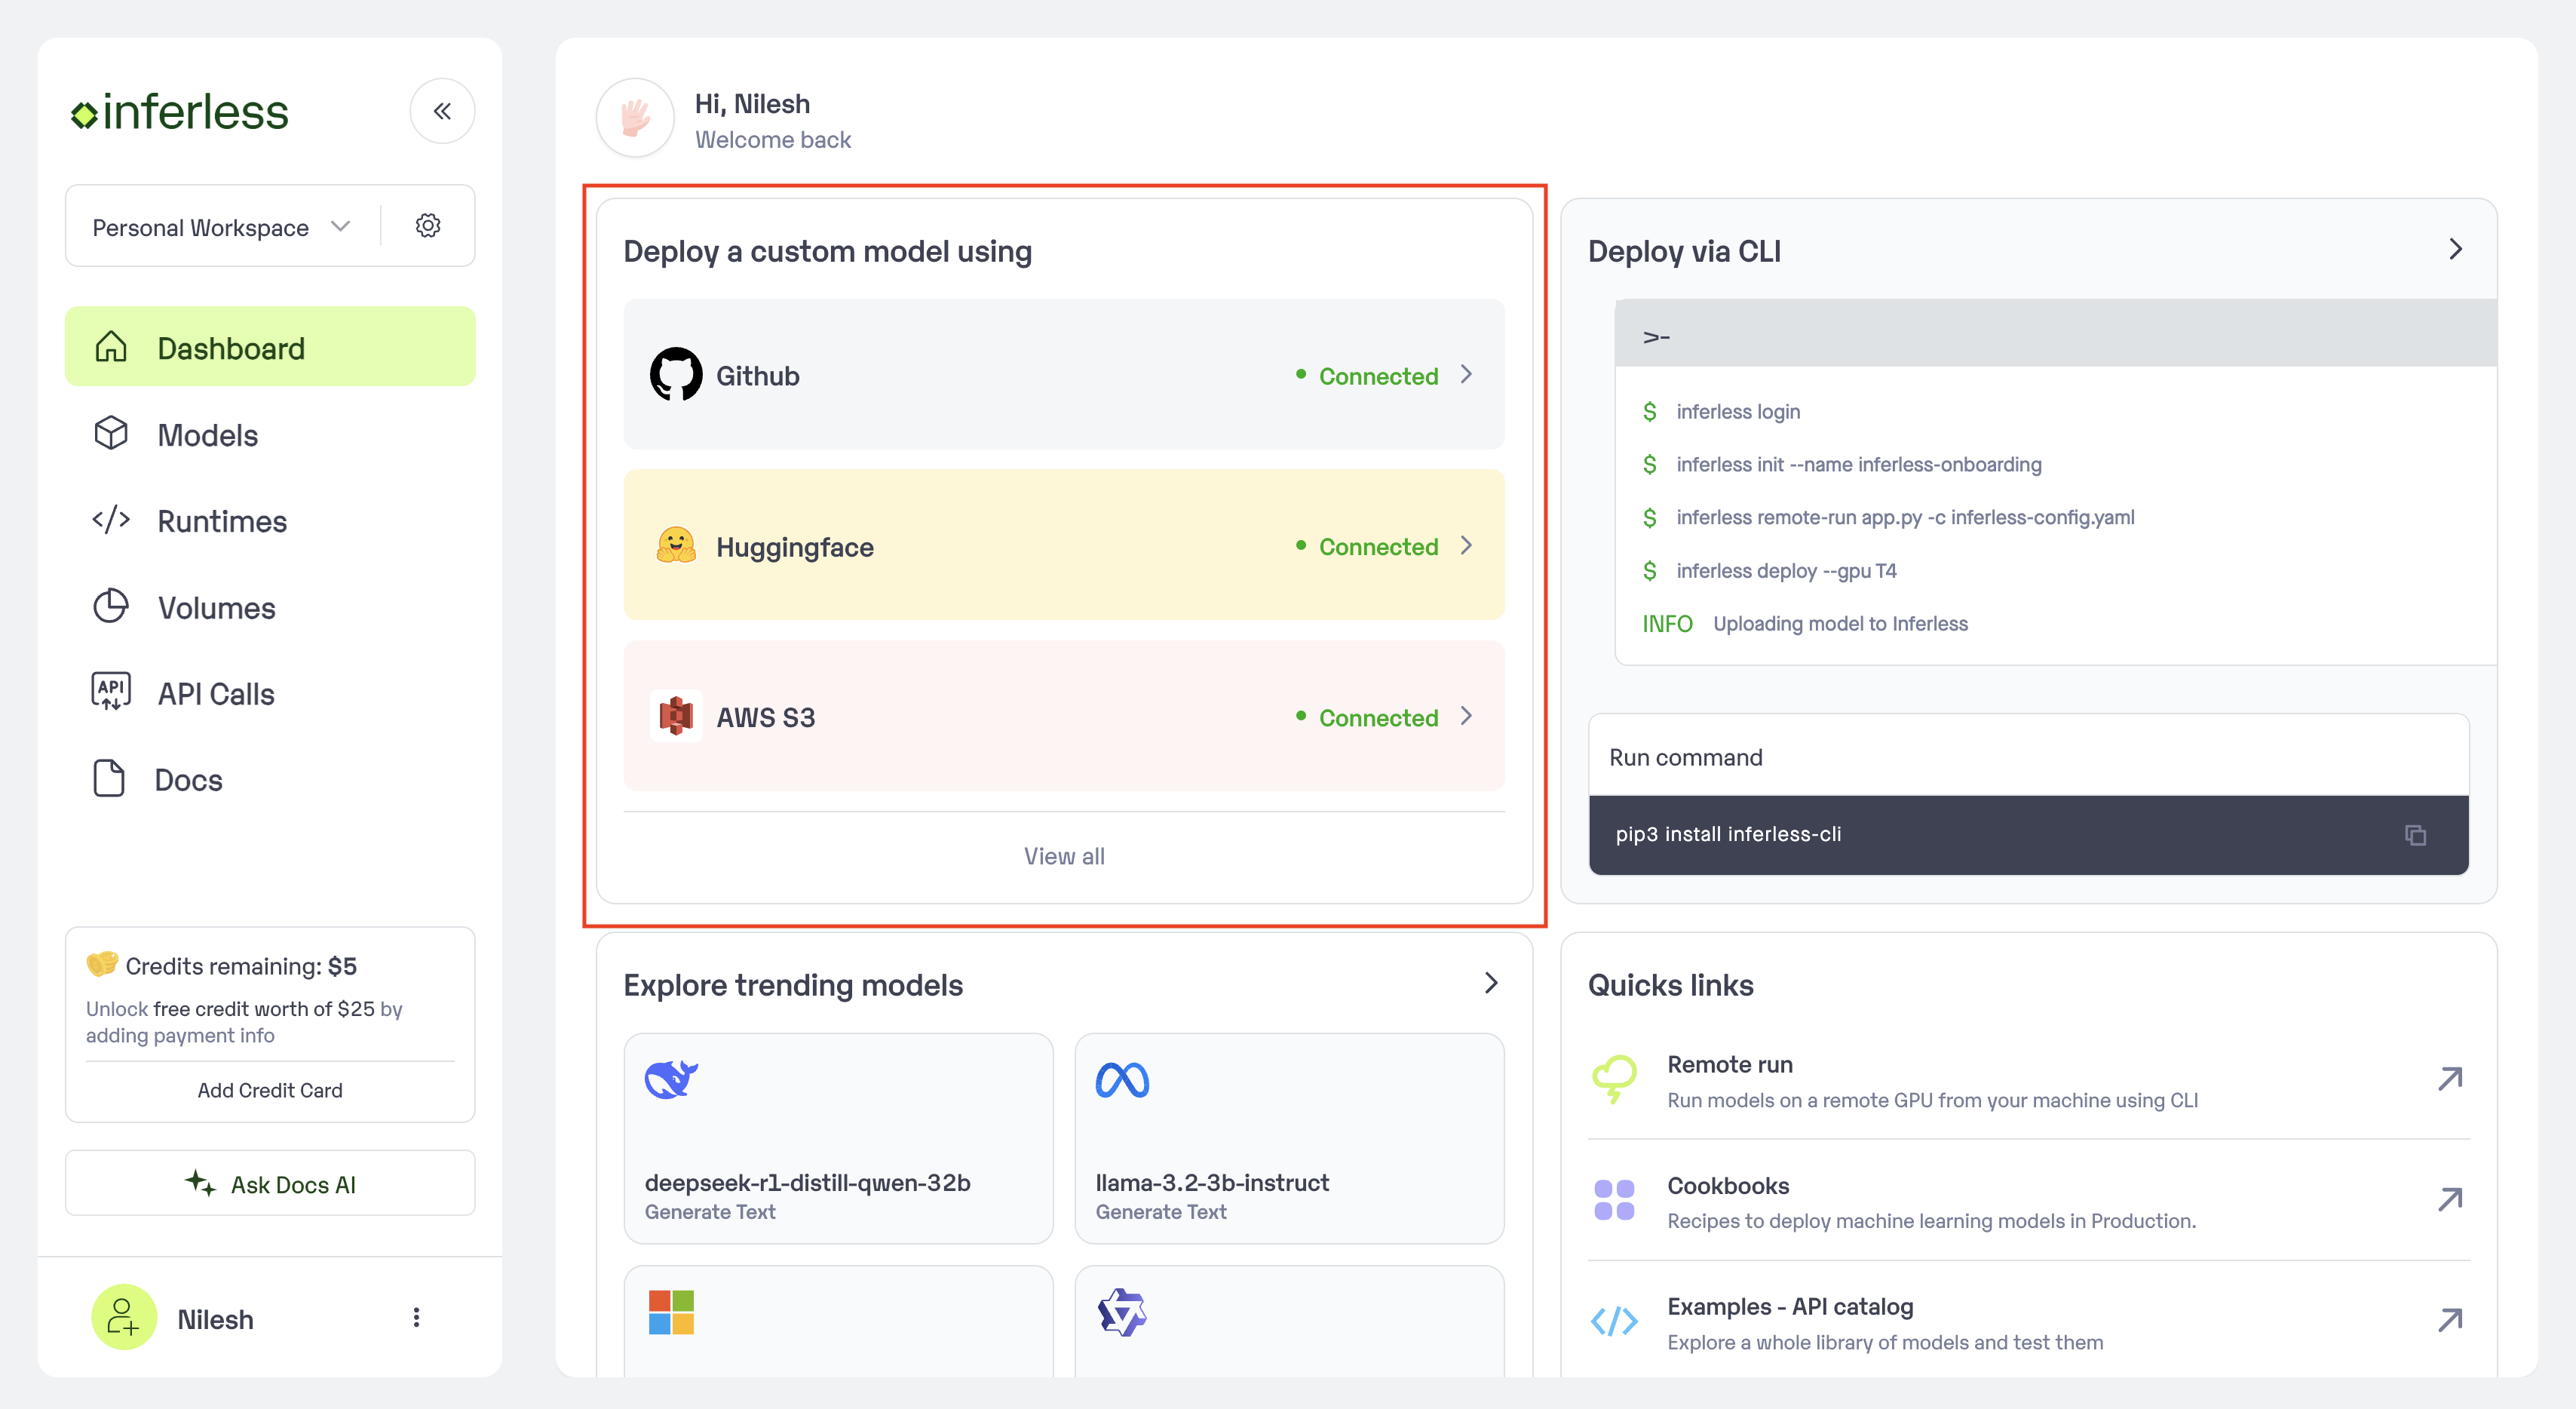 inferless
Personal Workspace
Dashboard
Models
Runtimes
Volumes
API
API Calls
Docs
Credits remaining: $5
Unlock free credit worth of $25 by
adding payment info
Add Credit Card
Ask Docs AI
Nilesh
Hi, Nilesh
Welcome back
Deploy a custom model using
Github
Connected
Huggingface
Connected
AWS S3
Connected
View all
Deploy via CLI
>-
$ inferless login
$ inferless init --name inferless-onboarding
$ inferless remote-run app.py -c inferless-config.yaml
$ inferless deploy --gpu T4
INFO Uploading model to Inferless
Run command
pip3 install inferless-cli
Explore trending models
deepseek-r1-distill-qwen-32b
Generate Text
llama-3.2-3b-instruct
Generate Text
Quicks links
Remote run
Run models on a remote GPU from your machine using CLI
Cookbooks
Recipes to deploy machine learning models in Production.
Examples - API catalog
Explore a whole library of models and test them